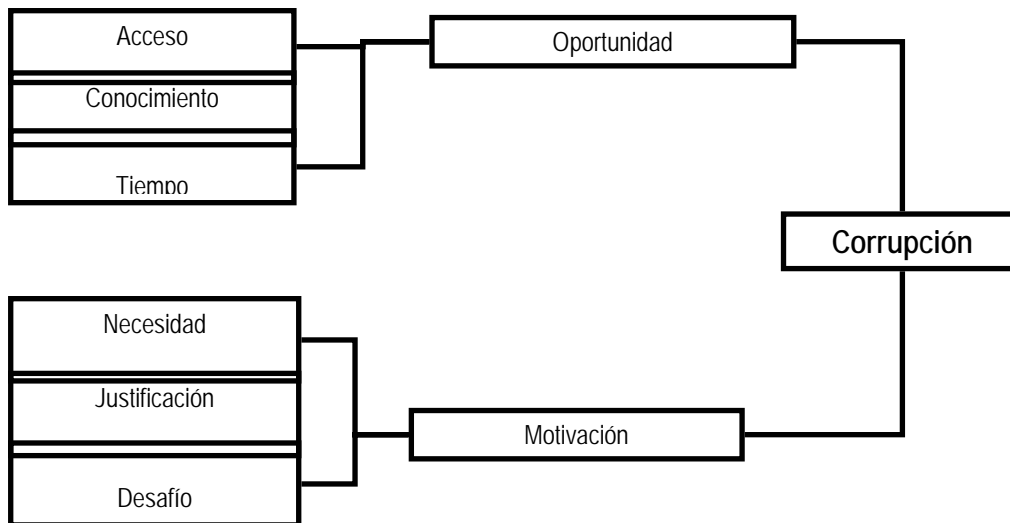 Acceso
Conocimiento
Tiempo
Oportunidad
Corrupción
Necesidad
Justificación
Desafío
Motivación